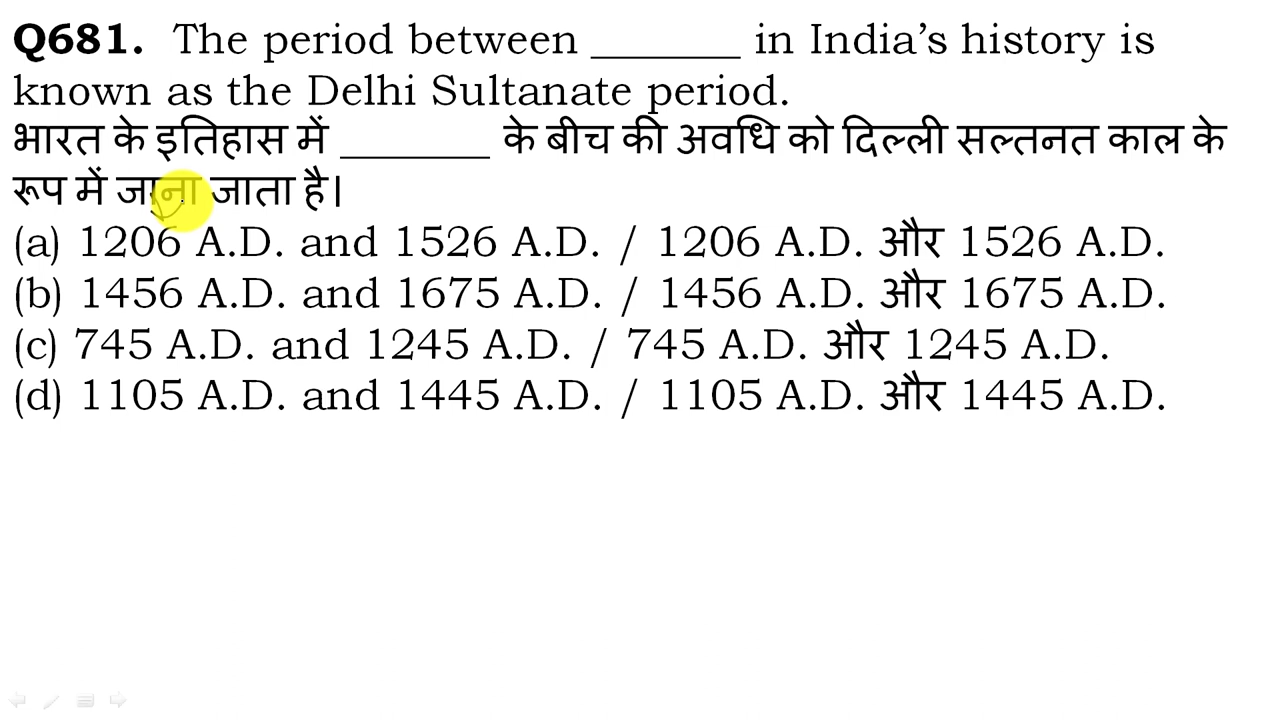 Q681. The period between _______ in India’s history is
known as the Delhi Sultanate period.
भारत के इतिहास में _______ के बीच की अवधि को दिल्ली सल्तनत काल के
रूप में जाना जाता है।
(a) 1206 A.D. and 1526 A.D. / 1206 A.D. और 1526 A.D.
(b) 1456 A.D. and 1675 A.D. / 1456 A.D. और 1675 A.D.
(c) 745 A.D. and 1245 A.D. / 745 A.D. और 1245 A.D.
(d) 1105 A.D. and 1445 A.D. / 1105 A.D. और 1445 A.D.